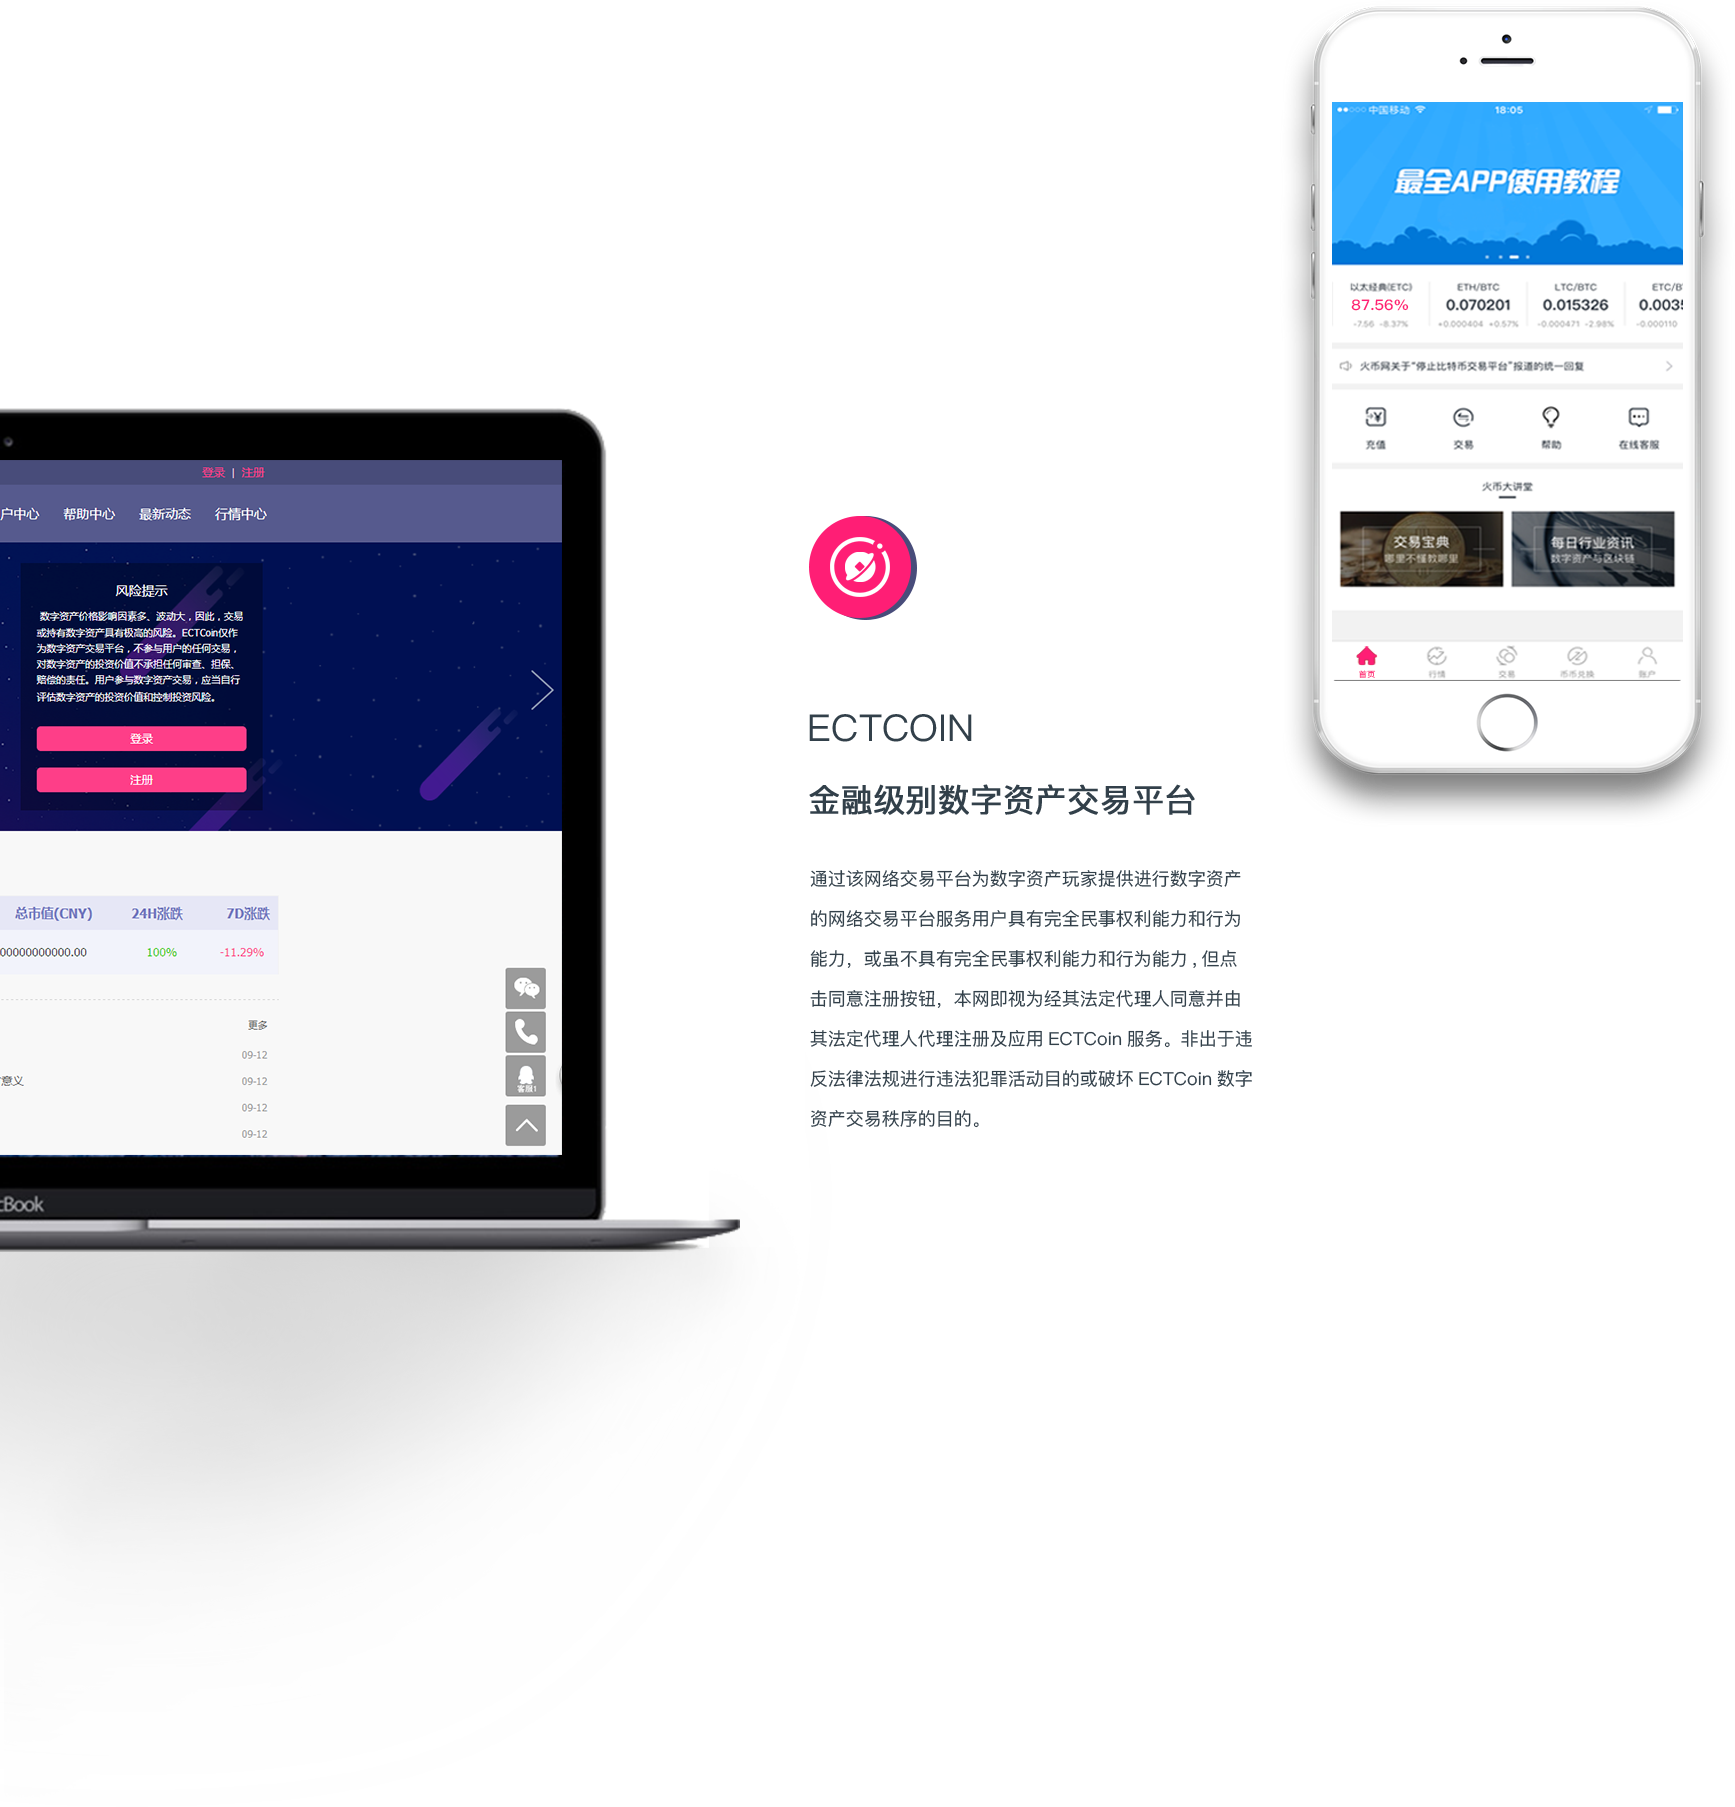 中国移动
18:05
最全APP使用教程
以太经典(ETC)
87.56%
-7.56 -8.37%
ETH/BTC
0.070201
+0.000404 +0.57%
LTC/BTC
0.015326
-0.000471 -2.98%
ETC/B
0.003
-0.000110
火币网关于“停止比特币交易平台”报道的统一回复
充值
交易
帮助
在线客服
火币大讲堂
交易宝典
哪里不懂教哪里
每日行业资讯
数字资产与区块链
首页
行情
交易
币币兑换
账户
登录 | 注册
户中心
帮助中心
最新动态
行情中心
风险提示
数字资产价格影响因素多、波动大，因此，交易
或持有数字资产具有极高的风险。ECTCoin仅作
为数字资产交易平台，不参与用户的任何交易，
对数字资产的投资价值不承担任何审查、担保、
赔偿的责任。用户参与数字资产交易，应当自行
评估数字资产的投资价值和控制投资风险。
登录
注册
总市值(CNY)
24H涨跌
7D涨跌
00000000000.00
100%
-11.29%
更多
09-12
意义
09-12
09-12
09-12
客服1
cBook
ECTCOIN
金融级别数字资产交易平台
通过该网络交易平台为数字资产玩家提供进行数字资产
的网络交易平台服务用户具有完全民事权利能力和行为
能力，或虽不具有完全民事权利能力和行为能力 , 但点
击同意注册按钮，本网即视为经其法定代理人同意并由
其法定代理人代理注册及应用 ECTCoin 服务。非出于违
反法律法规进行违法犯罪活动目的或破坏 ECTCoin 数字
资产交易秩序的目的。